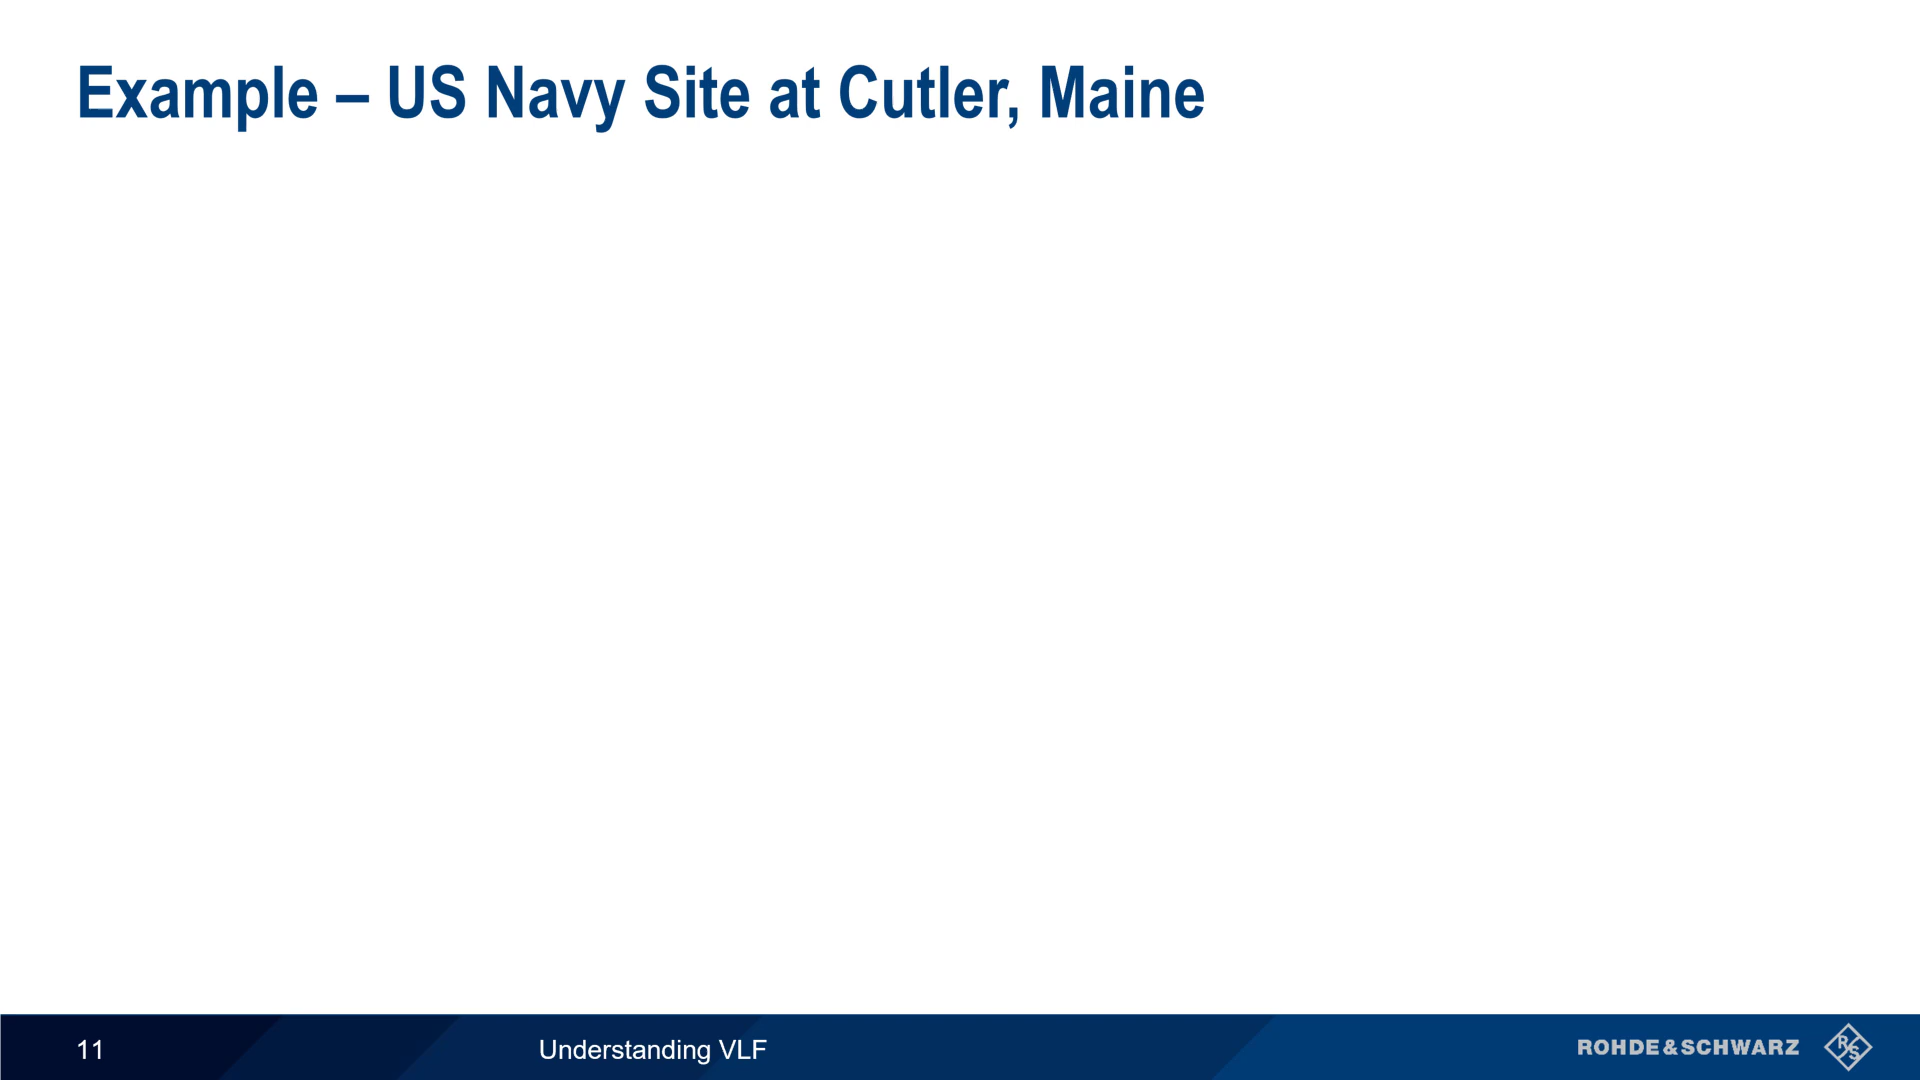 Example – US Navy Site at Cutler, Maine
11
Understanding VLF
ROHDE&SCHWARZ
R&S